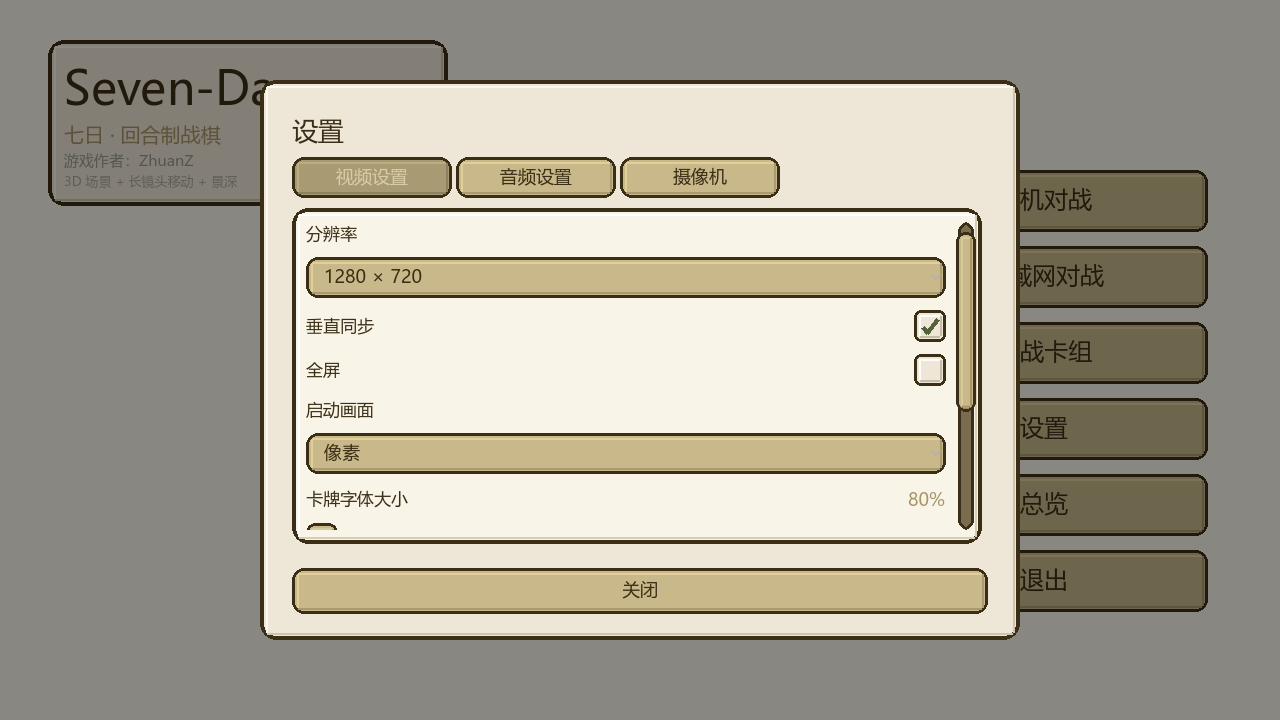 Seven-Da
七日 · 回合制战棋
游戏作者：ZhuanZ
3D 场景 + 长镜头移动 + 景深
设置
视频设置 音频设置 摄像机
分辨率
1280 × 720
垂直同步
全屏
启动画面
像素
卡牌字体大小 80%
关闭
机对战
域网对战
战卡组
设置
总览
退出